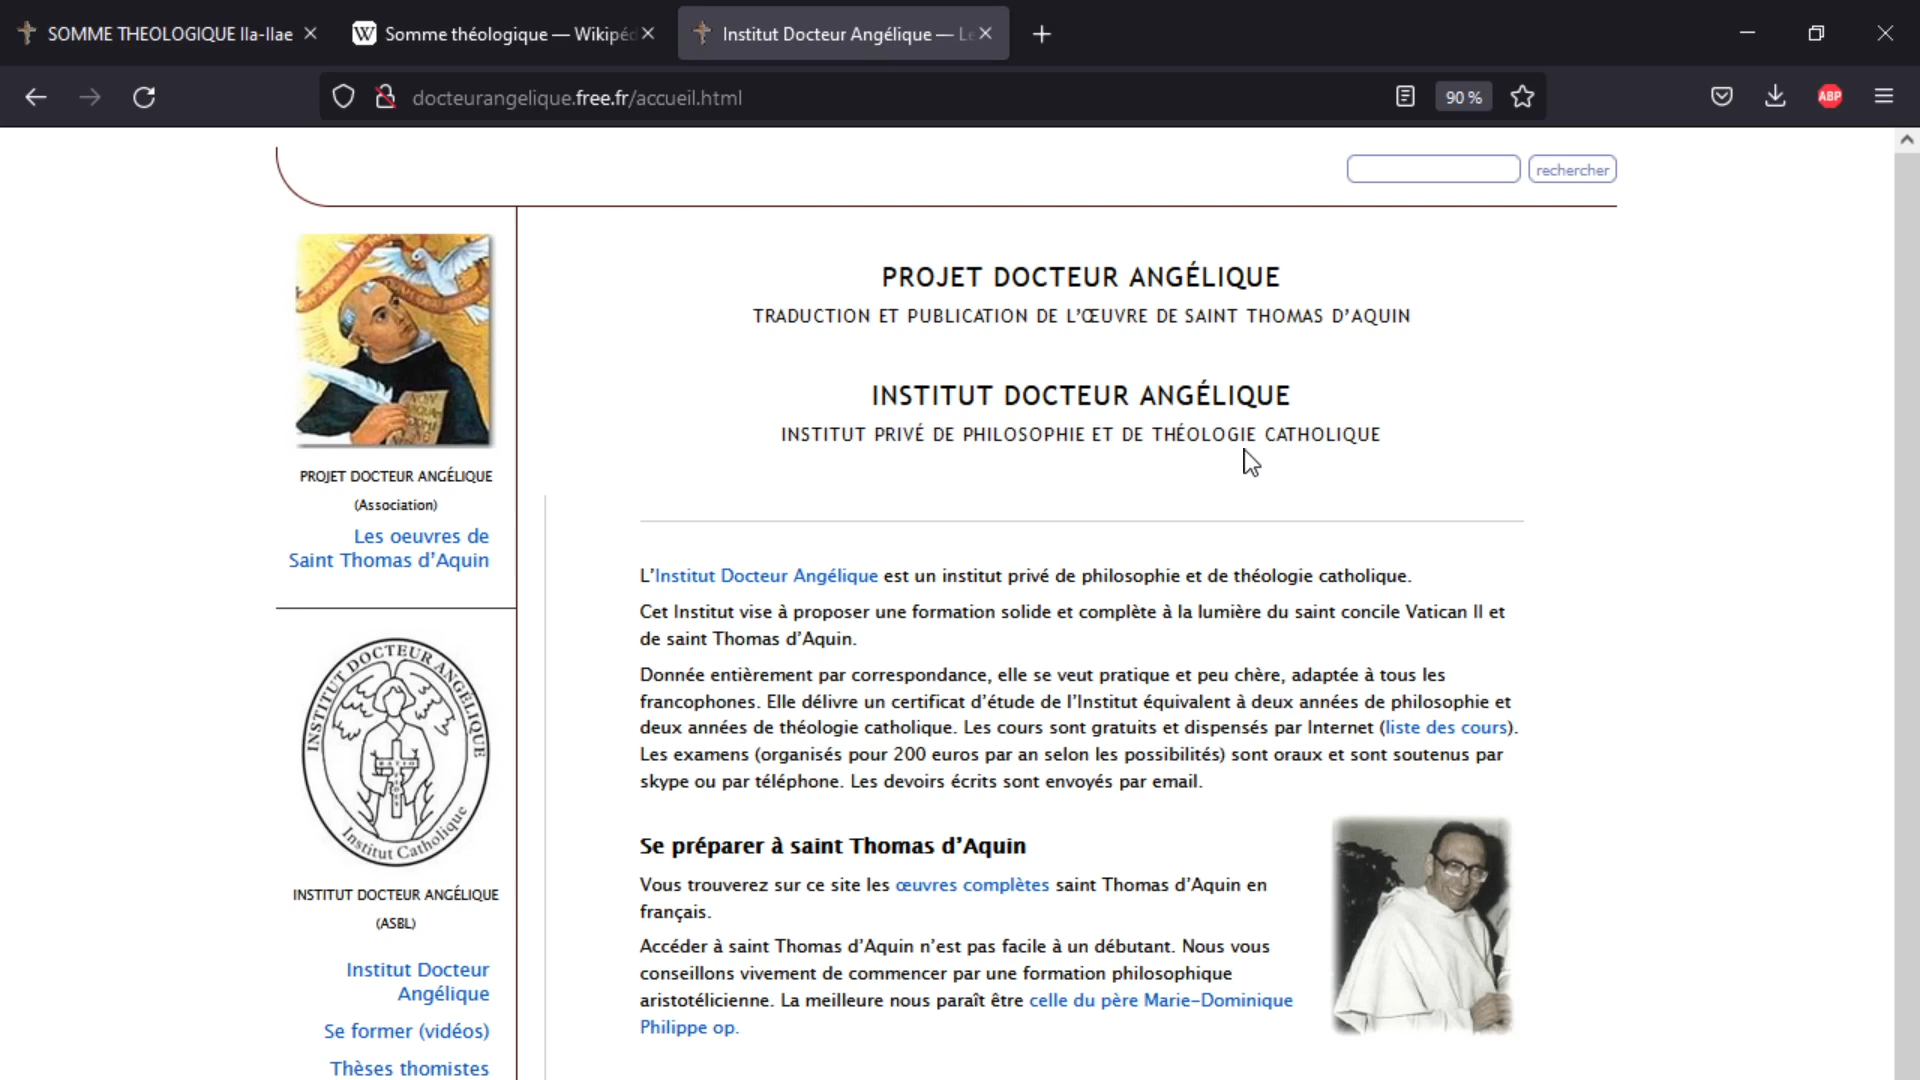 SOMME THEOLOGIQUE IIa-IIae
Somme théologique — Wikipéd
Institut Docteur Angélique — Le
docteurangelique.free.fr/accueil.html
90 %
ABP
rechercher
PROJET DOCTEUR ANGÉLIQUE
TRADUCTION ET PUBLICATION DE L’ŒUVRE DE SAINT THOMAS D’AQUIN
INSTITUT DOCTEUR ANGÉLIQUE
INSTITUT PRIVÉ DE PHILOSOPHIE ET DE THÉOLOGIE CATHOLIQUE
PROJET DOCTEUR ANGÉLIQUE
(Association)
Les oeuvres de
Saint Thomas d’Aquin
INSTITUT DOCTEUR ANGÉLIQUE
RATIO
Institut Catholique
INSTITUT DOCTEUR ANGÉLIQUE
(ASBL)
Institut Docteur
Angélique
Se former (vidéos)
Thèses thomistes
L’Institut Docteur Angélique est un institut privé de philosophie et de théologie catholique.
Cet Institut vise à proposer une formation solide et complète à la lumière du saint concile Vatican II et
de saint Thomas d’Aquin.
Donnée entièrement par correspondance, elle se veut pratique et peu chère, adaptée à tous les
francophones. Elle délivre un certificat d’étude de l’Institut équivalent à deux années de philosophie et
deux années de théologie catholique. Les cours sont gratuits et dispensés par Internet (liste des cours).
Les examens (organisés pour 200 euros par an selon les possibilités) sont oraux et sont soutenus par
skype ou par téléphone. Les devoirs écrits sont envoyés par email.
Se préparer à saint Thomas d’Aquin
Vous trouverez sur ce site les œuvres complètes saint Thomas d’Aquin en
français.
Accéder à saint Thomas d’Aquin n’est pas facile à un débutant. Nous vous
conseillons vivement de commencer par une formation philosophique
aristotélicienne. La meilleure nous paraît être celle du père Marie-Dominique
Philippe op.